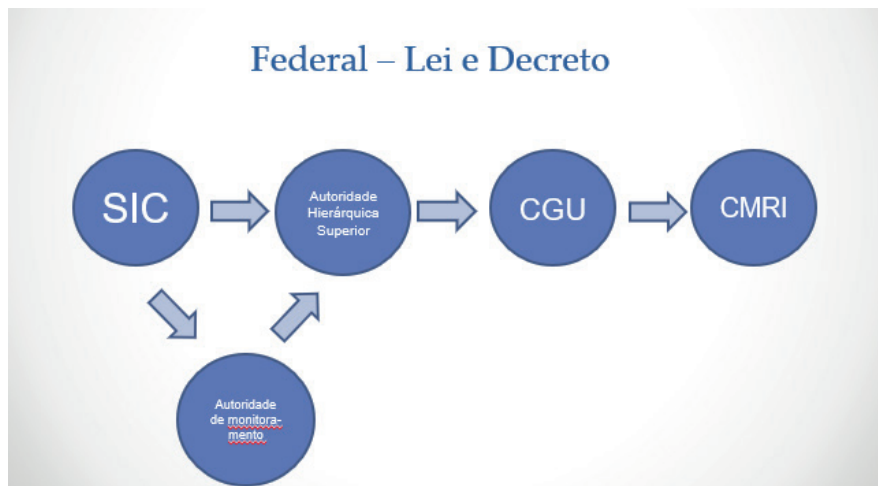 Federal – Lei e Decreto
SIC
Autoridade
Hierárquica
Superior
CGU
CMRI
Autoridade
de monitora-
mento